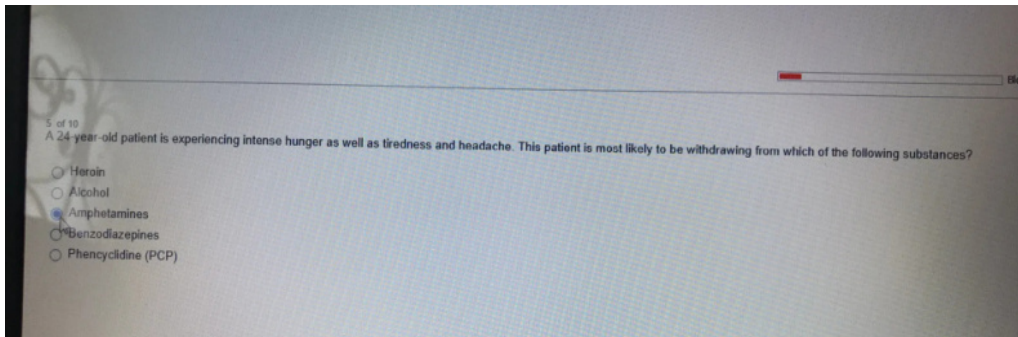 5 of 10
A 24-year-old patient is experiencing intense hunger as well as tiredness and headache. This patient is most likely to be withdrawing from which of the following substances?
Heroin
Alcohol
Amphetamines
Benzodiazepines
Phencyclidine (PCP)